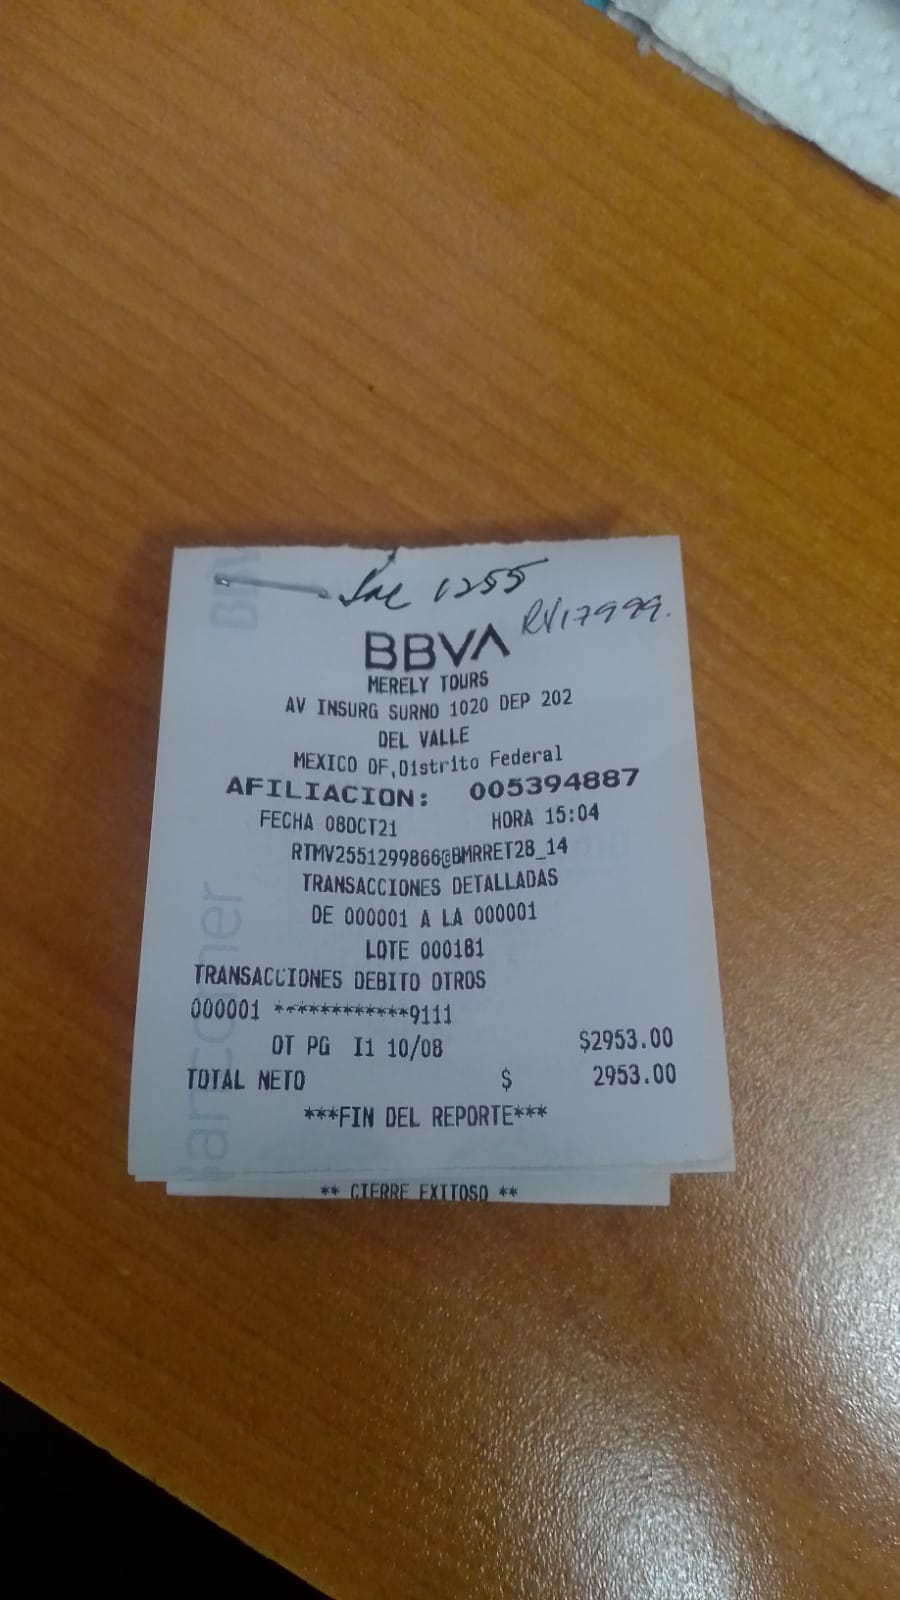 1255
RV17999.
BBVA
MERELY TOURS
AV INSURG SURNO 1020 DEP 202
DEL VALLE
MEXICO DF,Distrito Federal
AFILIACION: 005394887
FECHA 08OCT21 HORA 15:04
RTMV2551299866@BMRRET28_14
TRANSACCIONES DETALLADAS
DE 000001 A LA 000001
LOTE 000181
TRANSACCIONES DEBITO OTROS
000001 ************9111
OT PG I1 10/08 $2953.00
TOTAL NETO $ 2953.00
***FIN DEL REPORTE***
** CIERRE EXITOSO **